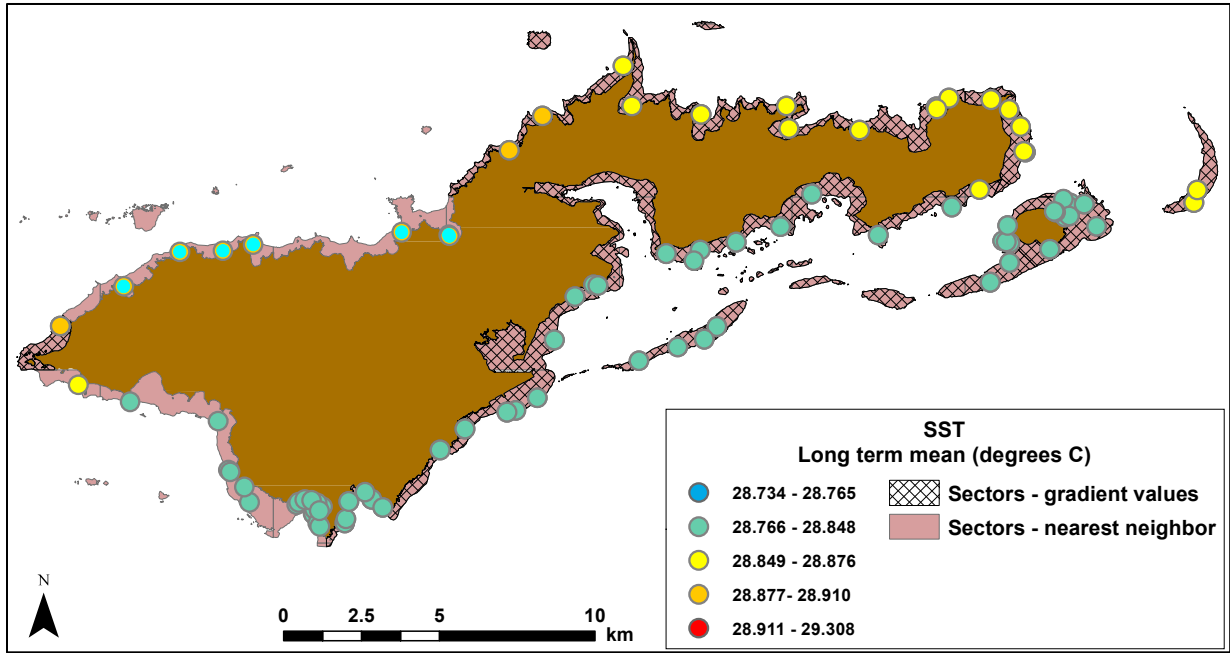 SST
Long term mean (degrees C)
28.734 - 28.765
28.766 - 28.848
28.849 - 28.876
28.877- 28.910
28.911 - 29.308
Sectors - gradient values
Sectors - nearest neighbor
N
0 2.5 5 10
km